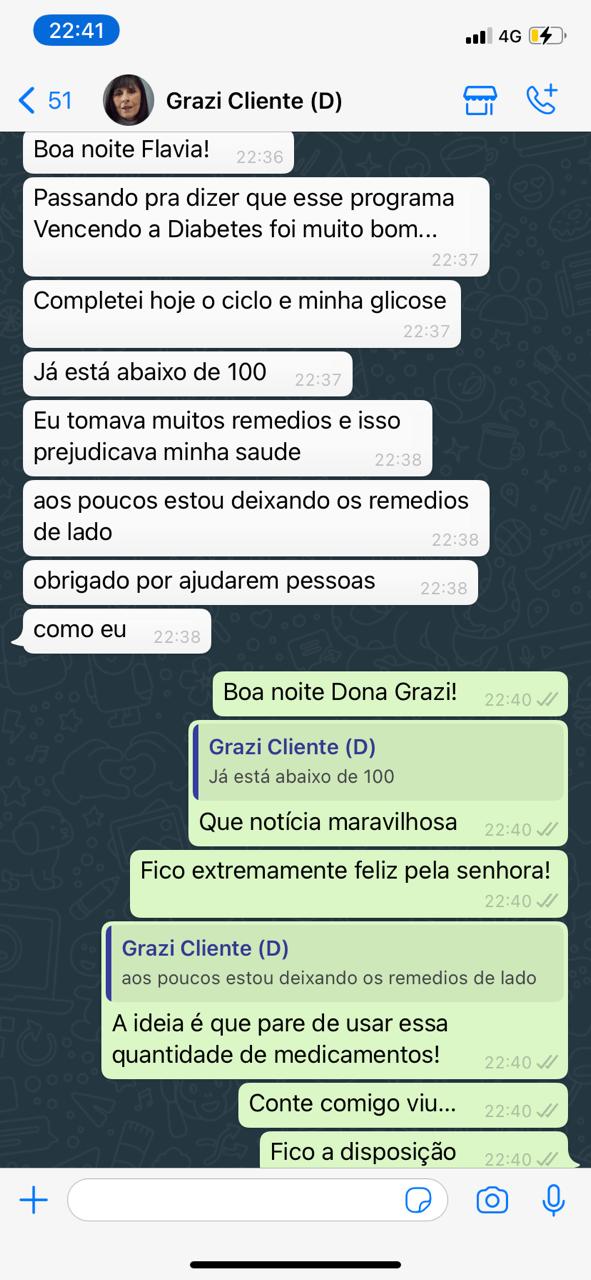 22:41
4G
51
Grazi Cliente (D)
Boa noite Flavia!
22:36
Passando pra dizer que esse programa
Vencendo a Diabetes foi muito bom...
22:37
Completei hoje o ciclo e minha glicose
22:37
Já está abaixo de 100
22:37
Eu tomava muitos remedios e isso
prejudicava minha saude
22:38
aos poucos estou deixando os remedios
de lado
22:38
obrigado por ajudarem pessoas
22:38
como eu
22:38
Boa noite Dona Grazi!
22:40
Grazi Cliente (D)
Já está abaixo de 100
Que notícia maravilhosa
22:40
Fico extremamente feliz pela senhora!
22:40
Grazi Cliente (D)
aos poucos estou deixando os remedios de lado
A ideia é que pare de usar essa
quantidade de medicamentos!
22:40
Conte comigo viu...
22:40
Fico a disposição
22:40